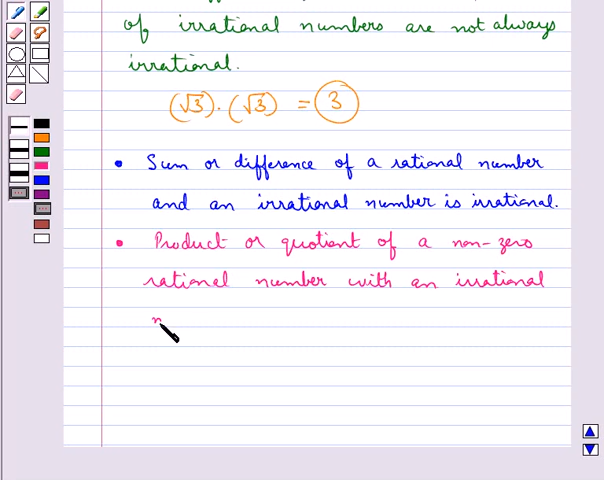 of irrational numbers are not always
irrational.
(√3) · (√3) = 3
• Sum or difference of a rational number
and an irrational number is irrational.
• Product or quotient of a non-zero
rational number with an irrational
n